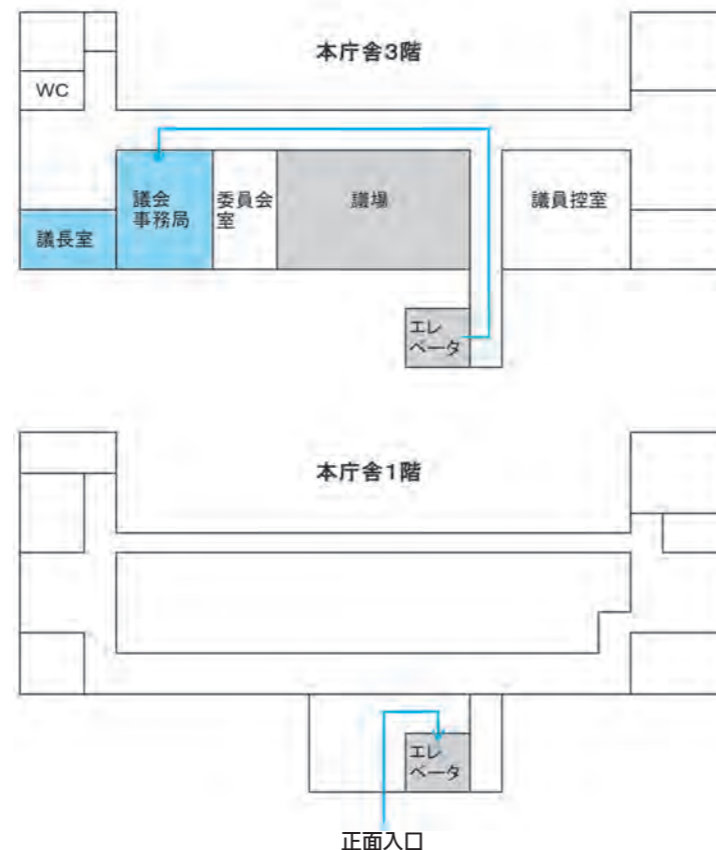 本庁舎3階
WC
議会
事務局
委員会
室
議場
議員控室
議長室
エレ
ベータ
本庁舎1階
エレ
ベータ
正面入口